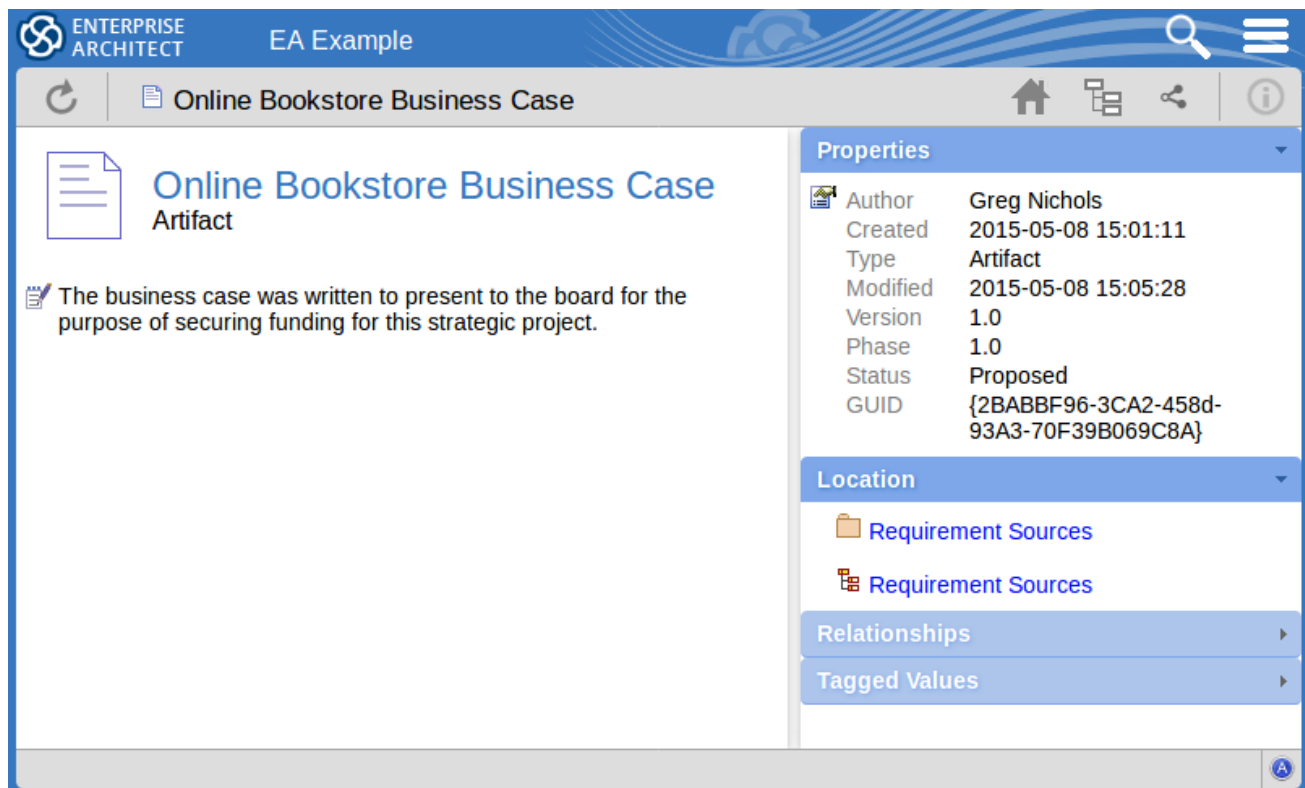 ENTERPRISE
ARCHITECT
EA Example
Online Bookstore Business Case
Online Bookstore Business Case
Artifact
The business case was written to present to the board for the
purpose of securing funding for this strategic project.
Properties
Author Greg Nichols
Created 2015-05-08 15:01:11
Type Artifact
Modified 2015-05-08 15:05:28
Version 1.0
Phase 1.0
Status Proposed
GUID {2BABBF96-3CA2-458d-
93A3-70F39B069C8A}
Location
Requirement Sources
Requirement Sources
Relationships
Tagged Values
A